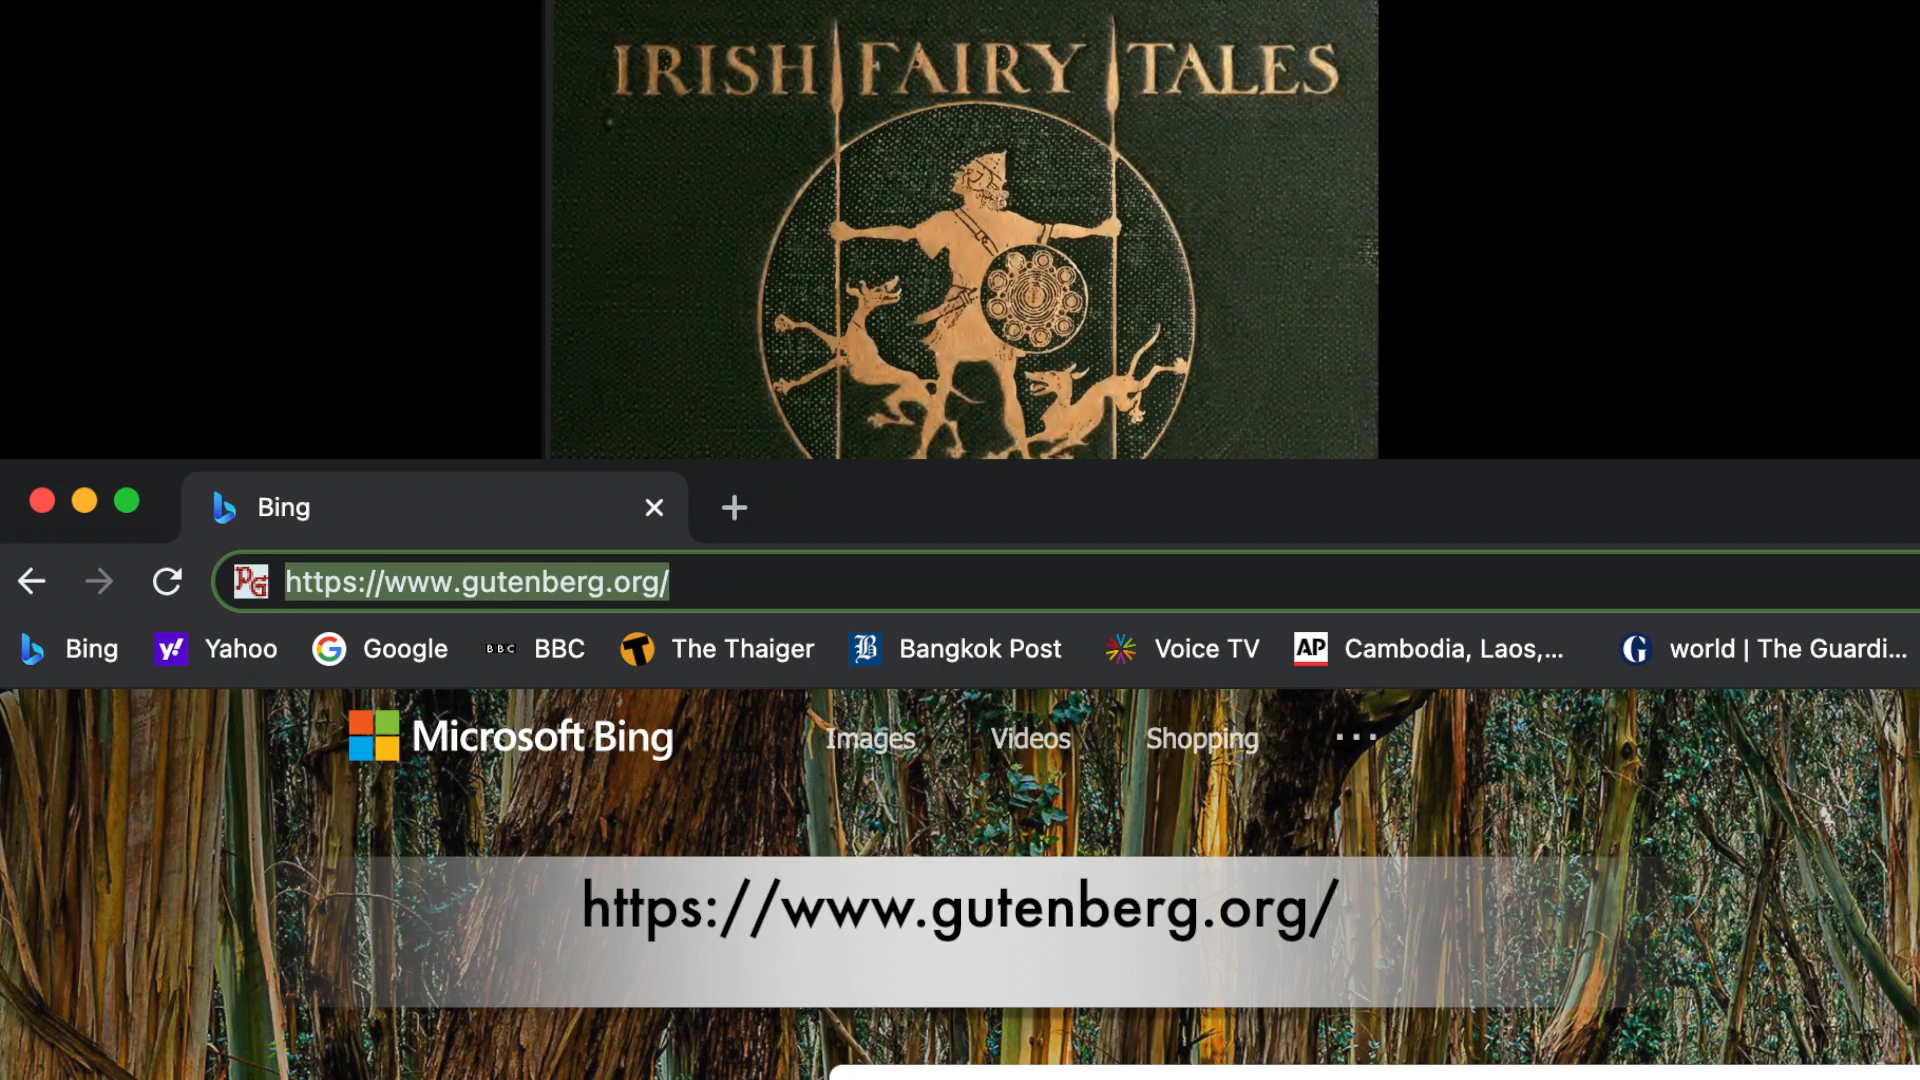 IRISH FAIRY TALES
Bing
https://www.gutenberg.org/
Bing Yahoo Google BBC The Thaiger Bangkok Post Voice TV AP Cambodia, Laos,... world | The Guardi...
Microsoft Bing Images Videos Shopping ...
https://www.gutenberg.org/